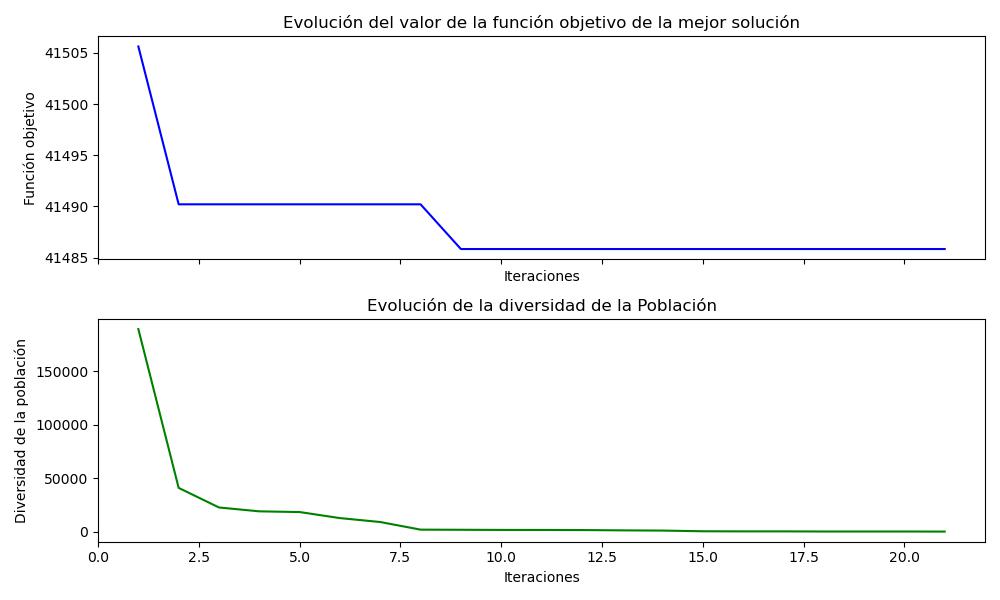 Evolución del valor de la función objetivo de la mejor solución
Función objetivo
41505
41500
41495
41490
41485
Iteraciones
Evolución de la diversidad de la Población
Diversidad de la población
150000
100000
50000
0
0.0 2.5 5.0 7.5 10.0 12.5 15.0 17.5 20.0
Iteraciones